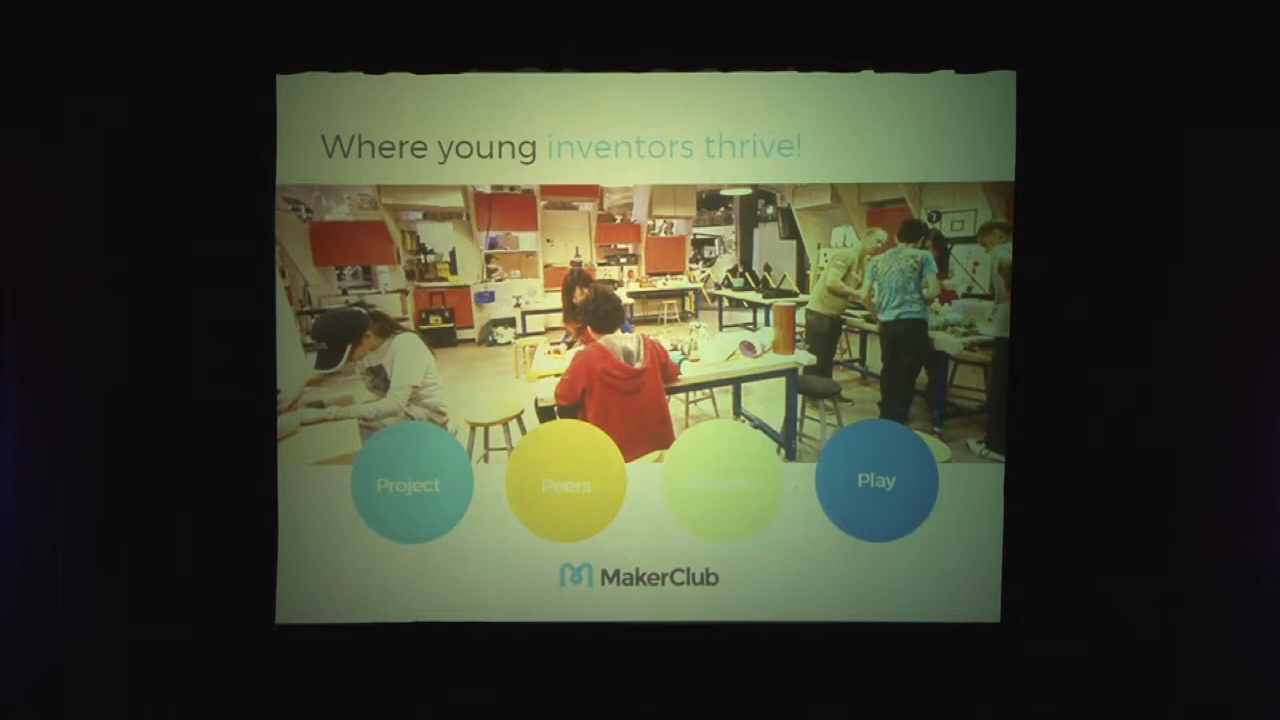 Where young inventors thrive!
Project
Peers
Play
MakerClub